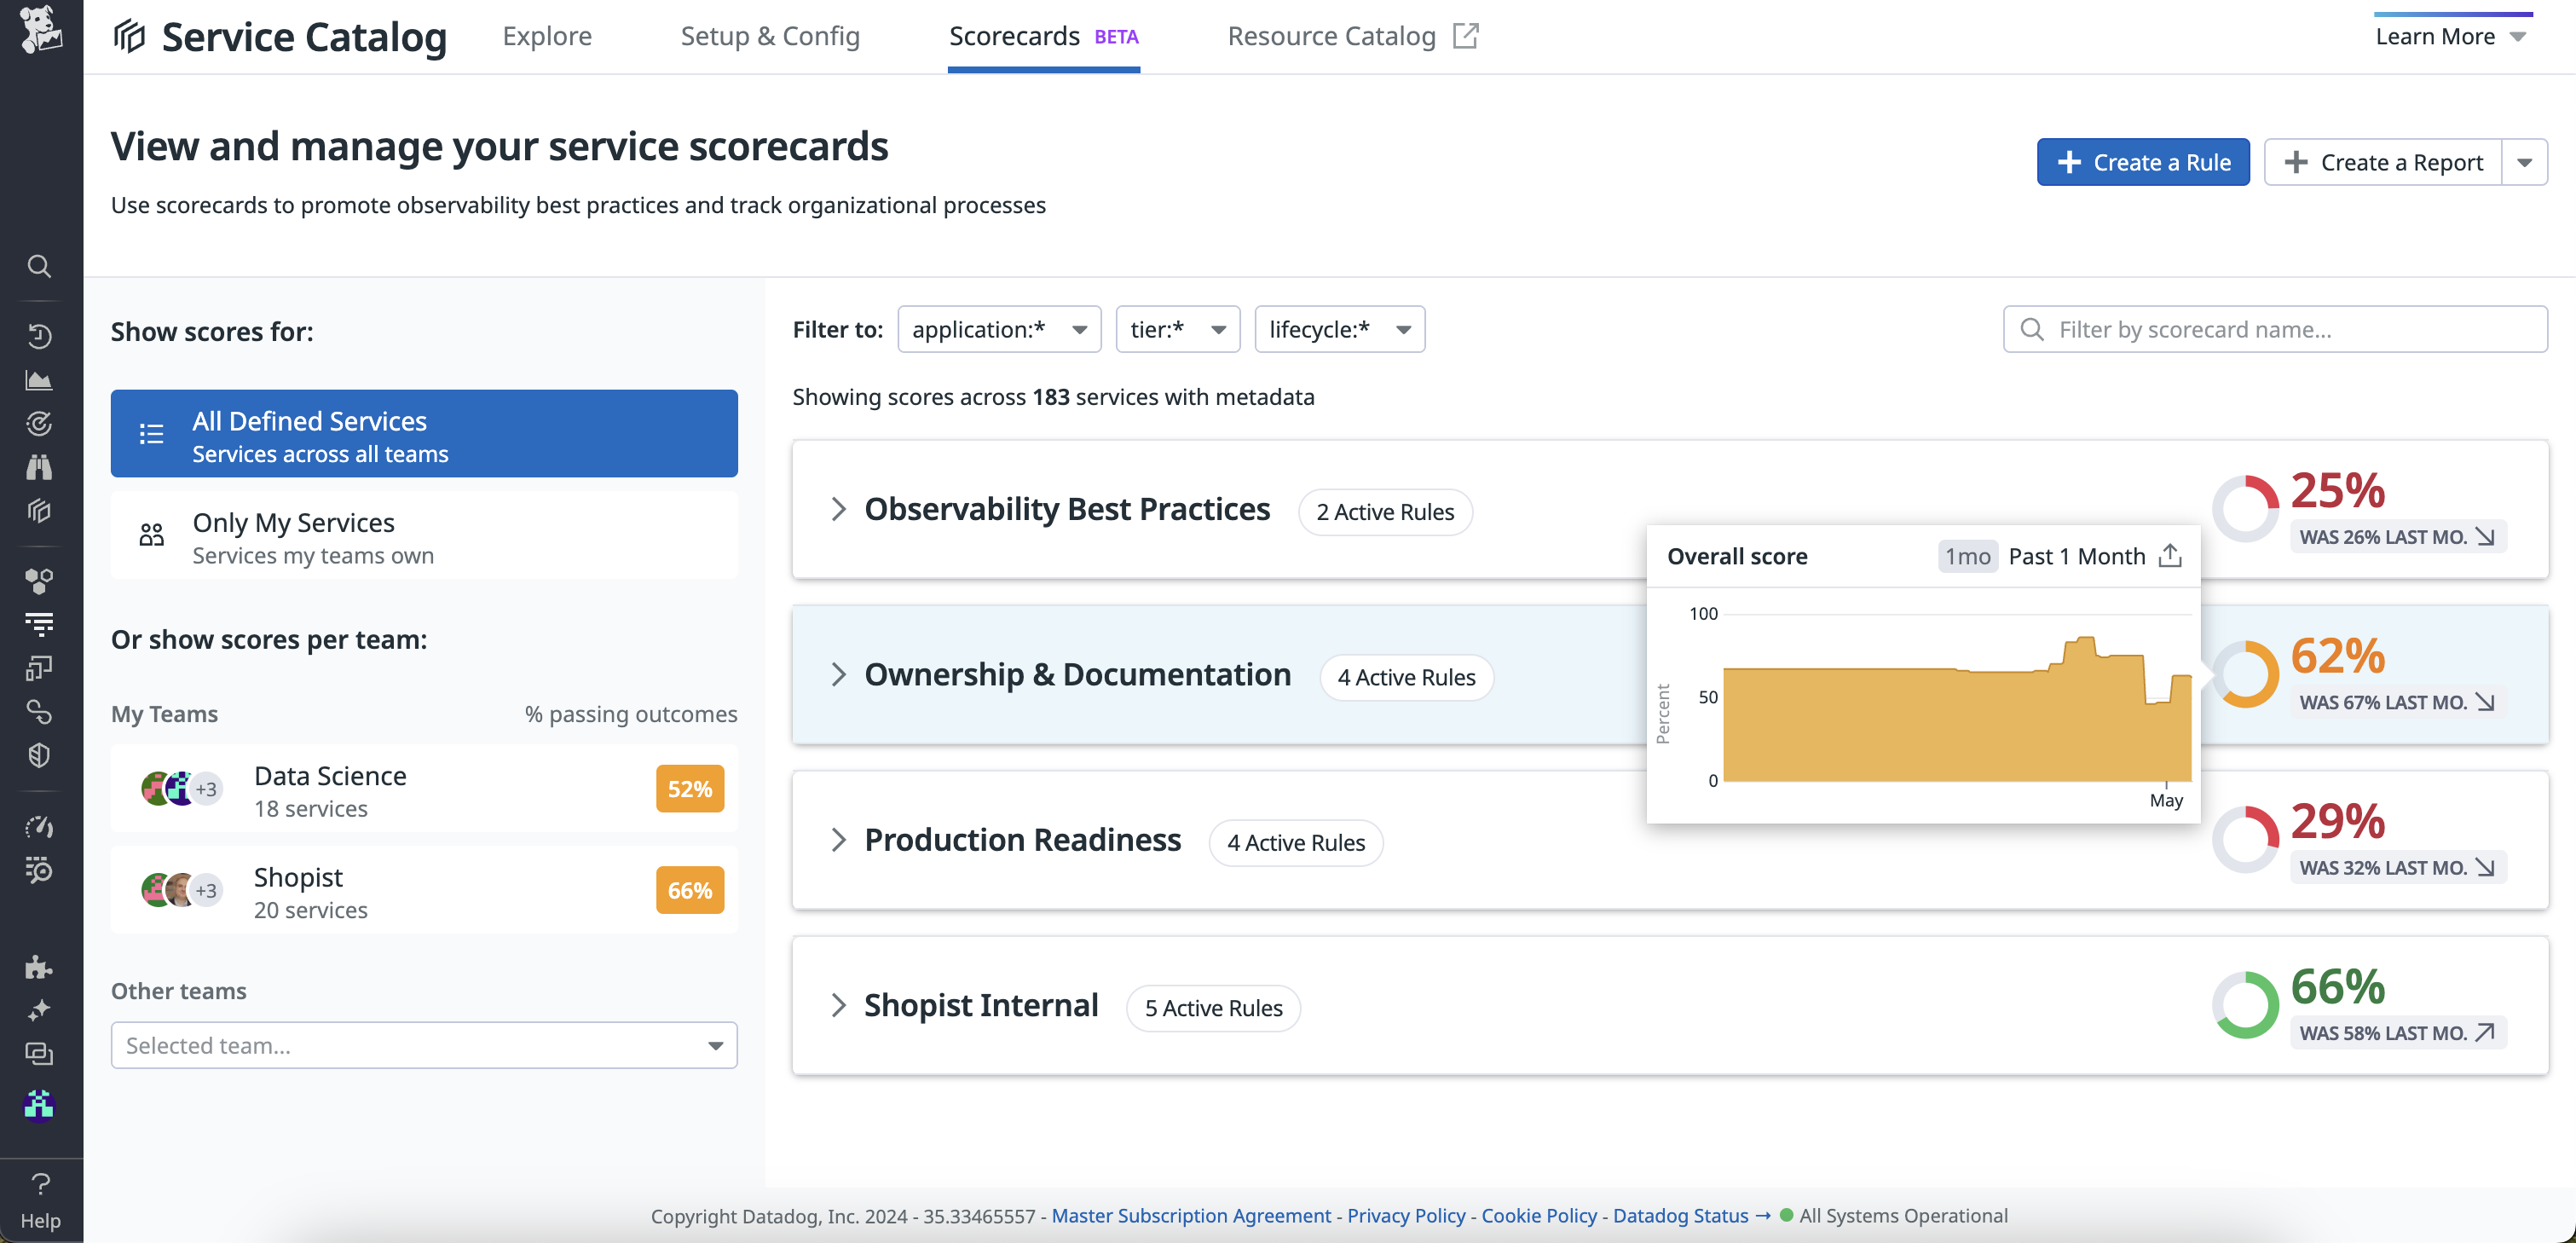 Service Catalog
Explore
Setup & Config
Scorecards BETA
Resource Catalog
Learn More
View and manage your service scorecards
Use scorecards to promote observability best practices and track organizational processes
Create a Rule
Create a Report
Show scores for:
All Defined Services
Services across all teams
Only My Services
Services my teams own
Or show scores per team:
My Teams
% passing outcomes
+3
Data Science
18 services
52%
+3
Shopist
20 services
66%
Other teams
Selected team...
Filter to:
application:*
tier:*
lifecycle:*
Filter by scorecard name...
Showing scores across 183 services with metadata
Observability Best Practices
2 Active Rules
25%
WAS 26% LAST MO.
Overall score
1mo
Past 1 Month
100
50
0
Percent
May
Ownership & Documentation
4 Active Rules
62%
WAS 67% LAST MO.
Production Readiness
4 Active Rules
29%
WAS 32% LAST MO.
Shopist Internal
5 Active Rules
66%
WAS 58% LAST MO.
Help
Copyright Datadog, Inc. 2024 - 35.33465557 - Master Subscription Agreement - Privacy Policy - Cookie Policy - Datadog Status → All Systems Operational